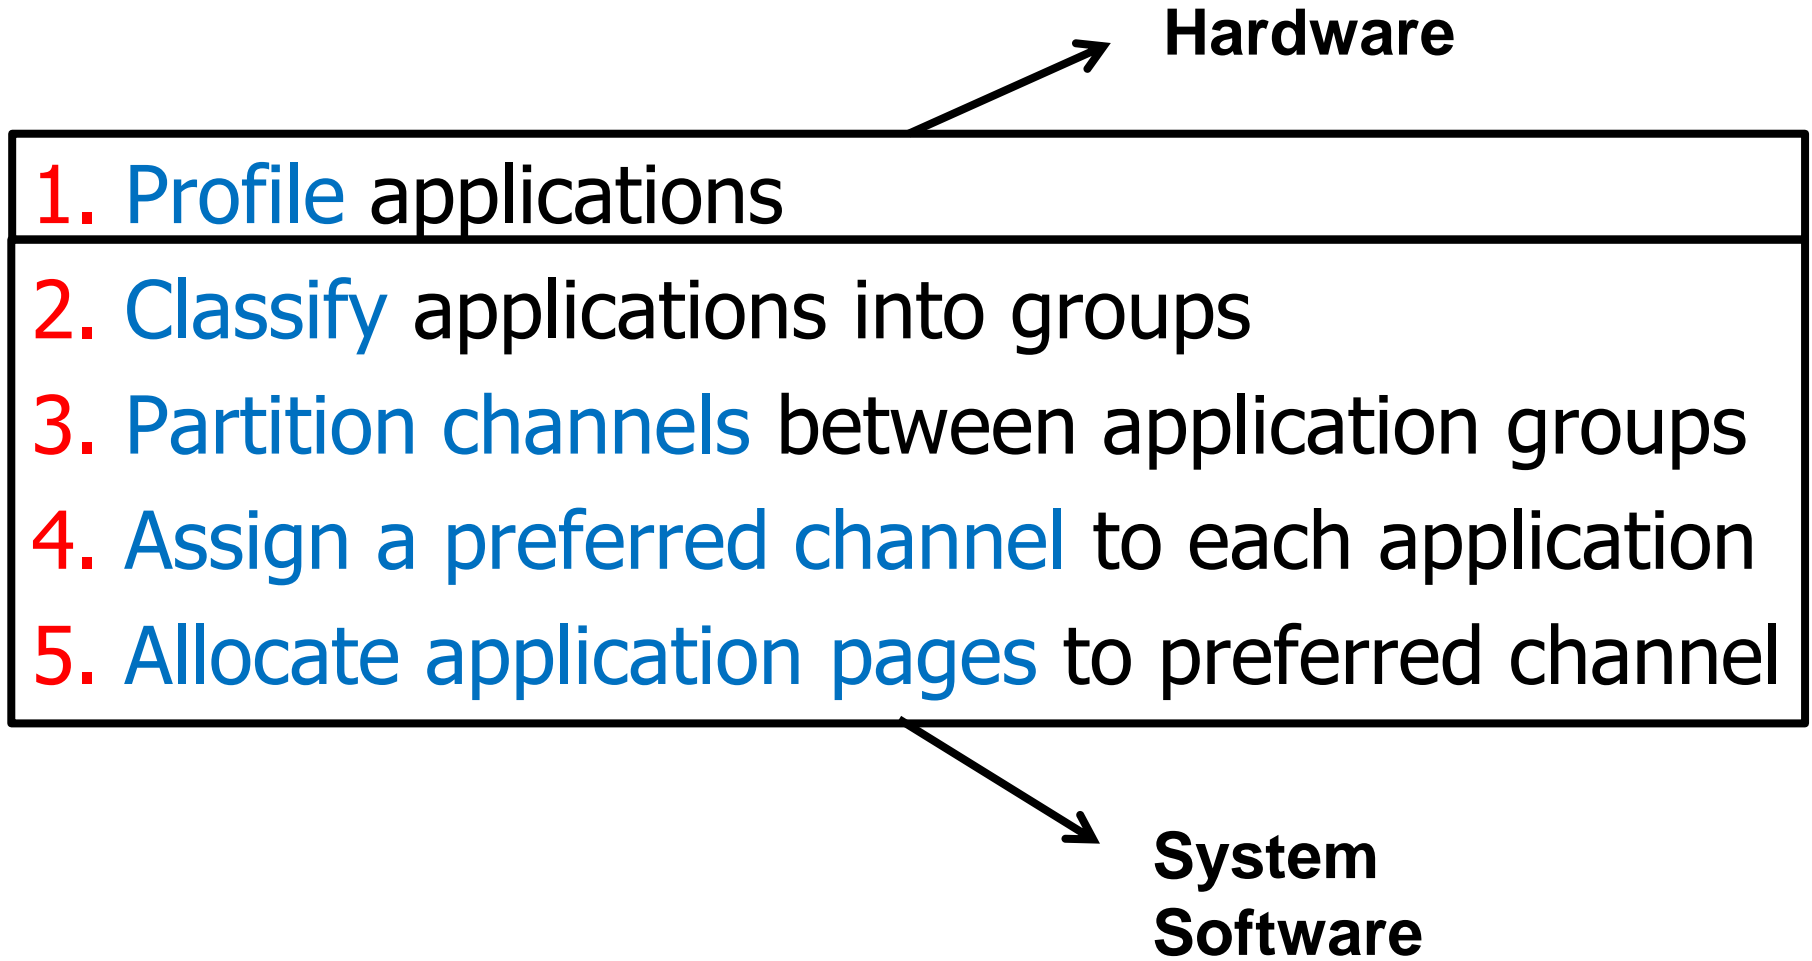 Hardware
1. Profile applications
2. Classify applications into groups
3. Partition channels between application groups
4. Assign a preferred channel to each application
5. Allocate application pages to preferred channel
System
Software